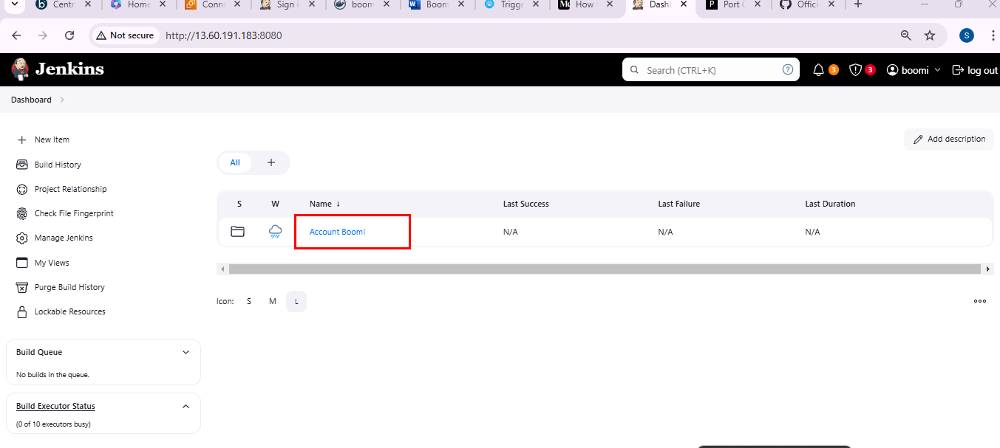 Centr
Home
Conne
Sign i
boom
Boom
Trigge
How
Dash
Port C
Offici
Not secure
http://13.60.191.183:8080
S
Jenkins
Search (CTRL+K)
3
3
boomi
log out
Dashboard
New Item
Build History
Project Relationship
Check File Fingerprint
Manage Jenkins
My Views
Purge Build History
Lockable Resources
Add description
All
S W Name ↓ Last Success Last Failure Last Duration
Account Boomi N/A N/A N/A
Icon: S M L
Build Queue
No builds in the queue.
Build Executor Status
(0 of 10 executors busy)